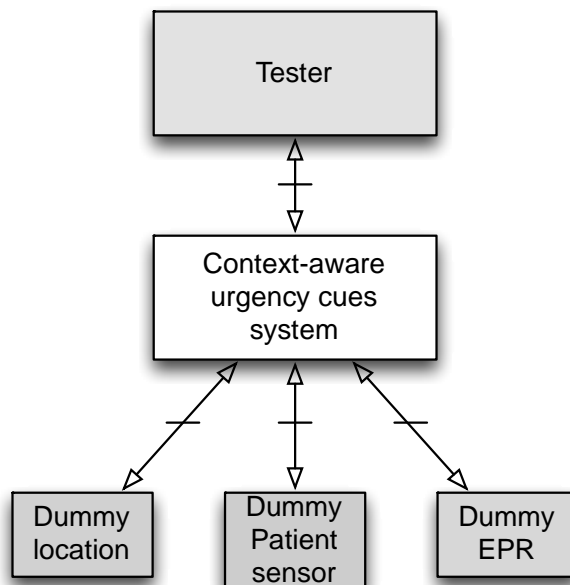 Tester
Context-aware
urgency cues
system
Dummy
location
Dummy
Patient
sensor
Dummy
EPR